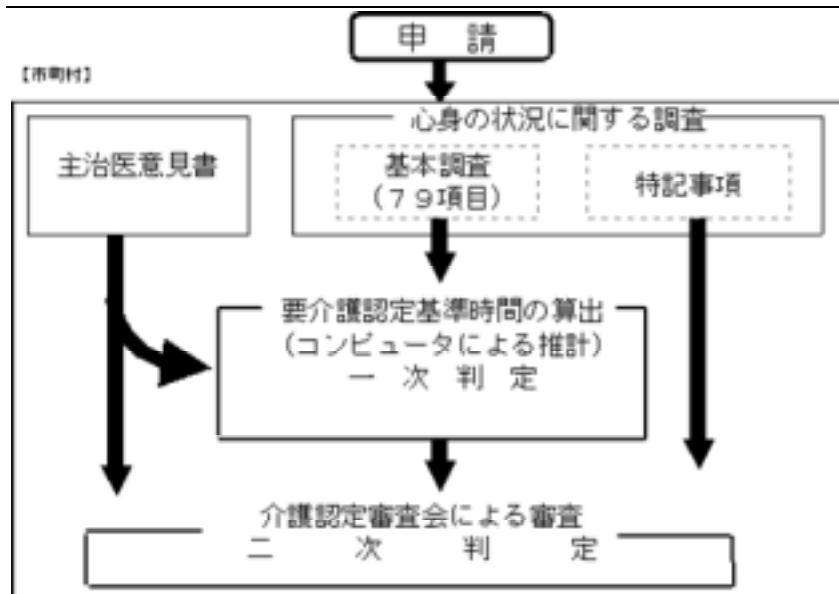 申　請
【市町村】
心身の状況に関する調査
主治医意見書
基本調査
（７９項目）
特記事項
要介護認定基準時間の算出
（コンピュータによる推計）
一　次　判　定
介護認定審査会による審査
二　次　判　定